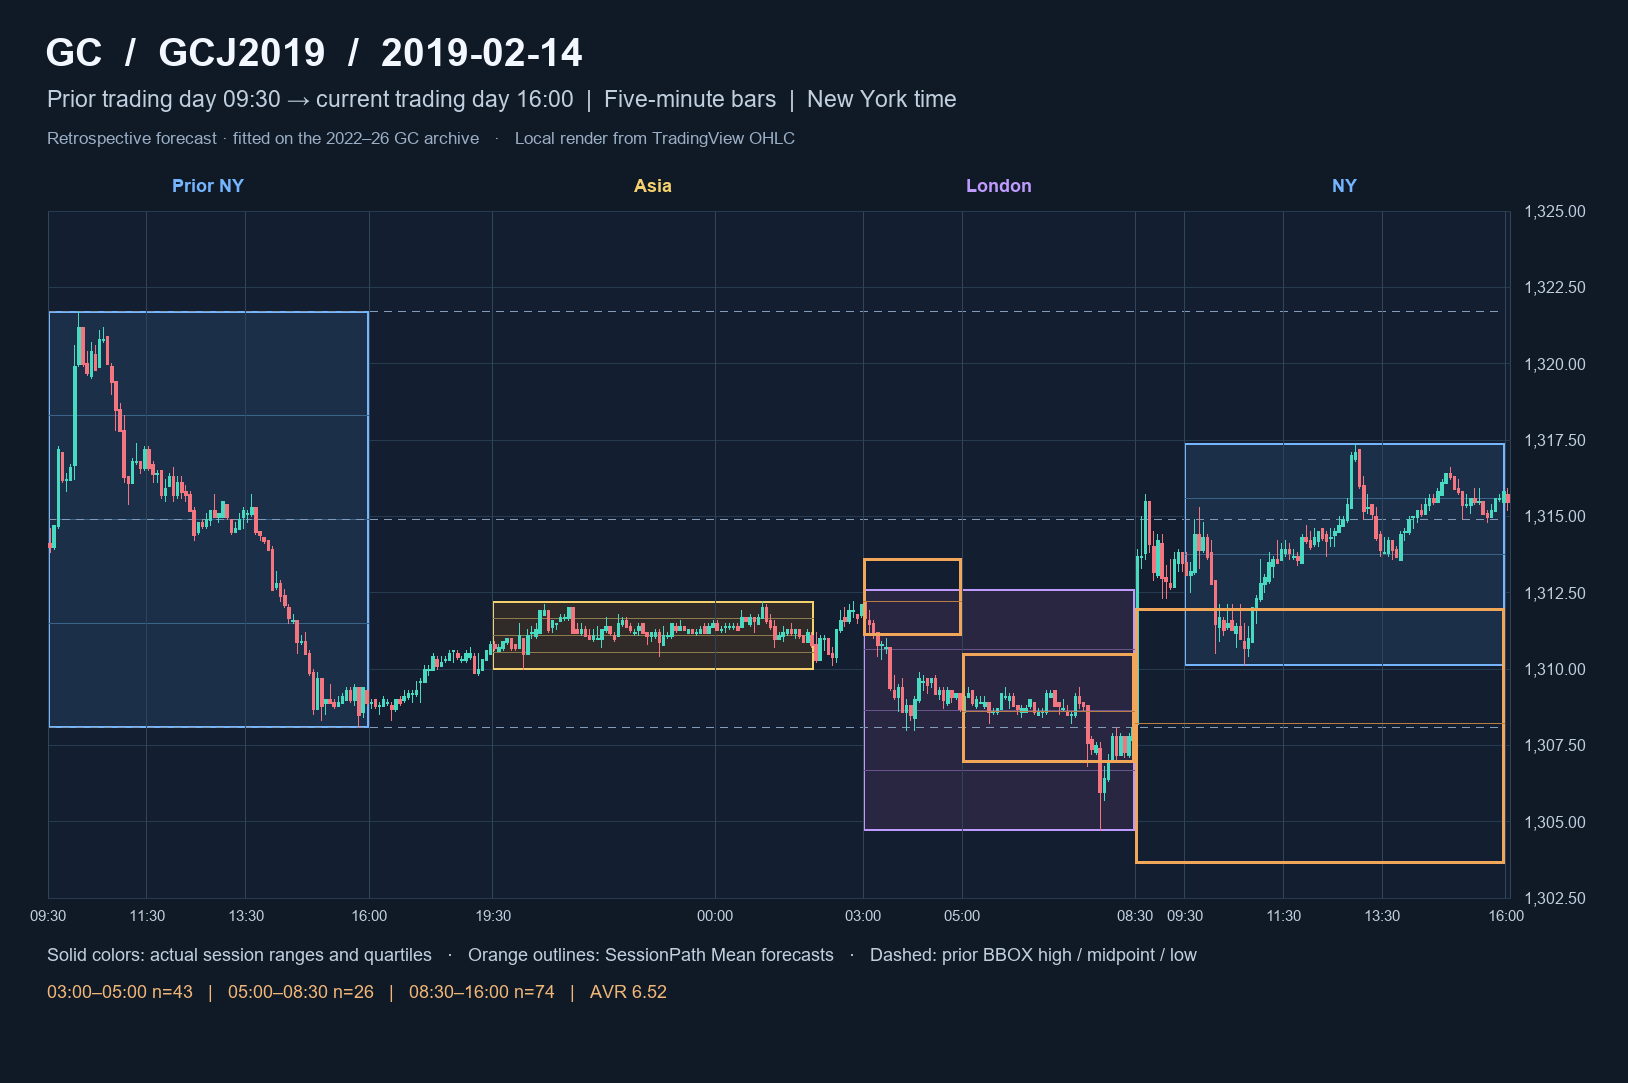 GC / GCJ2019 / 2019-02-14
Prior trading day 09:30 → current trading day 16:00 | Five-minute bars | New York time
Retrospective forecast · fitted on the 2022–26 GC archive · Local render from TradingView OHLC
Prior NY Asia London NY
1,325.00
1,322.50
1,320.00
1,317.50
1,315.00
1,312.50
1,310.00
1,307.50
1,305.00
1,302.50
09:30 11:30 13:30 16:00 19:30 00:00 03:00 05:00 08:30 09:30 11:30 13:30 16:00
Solid colors: actual session ranges and quartiles · Orange outlines: SessionPath Mean forecasts · Dashed: prior BBOX high / midpoint / low
03:00–05:00 n=43 | 05:00–08:30 n=26 | 08:30–16:00 n=74 | AVR 6.52